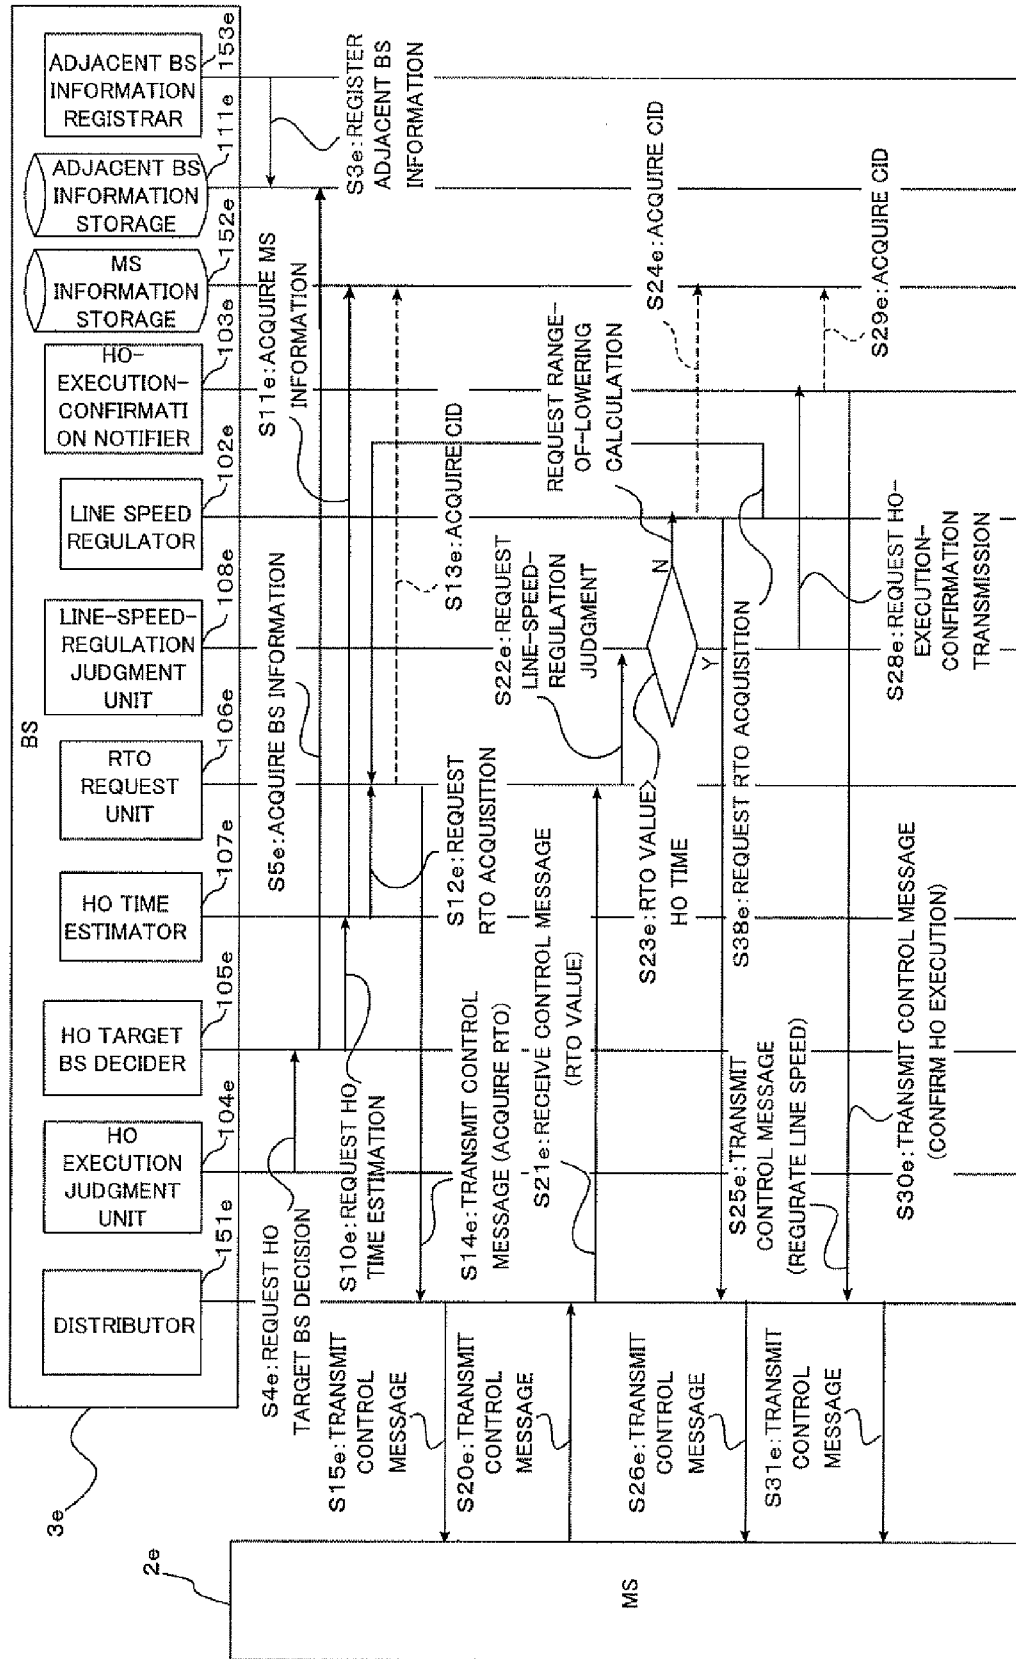 BS
3e
2e
MS
DISTRIBUTOR
151e
HO
EXECUTION
JUDGMENT
UNIT
104e
HO TARGET
BS DECIDER
105e
HO TIME
ESTIMATOR
107e
RTO
REQUEST
UNIT
106e
LINE-SPEED-
REGULATION
JUDGMENT
UNIT
108e
LINE SPEED
REGULATOR
102e
HO-
EXECUTION-
CONFIRMATI
ON NOTIFIER
103e
MS
INFORMATION
STORAGE
152e
ADJACENT BS
INFORMATION
STORAGE
111e
ADJACENT BS
INFORMATION
REGISTRAR
153e
S3e:REGISTER
ADJACENT BS
INFORMATION
S4e:REQUEST HO
TARGET BS DECISION
S5e:ACQUIRE BS INFORMATION
S10e:REQUEST HO
TIME ESTIMATION
S11e:ACQUIRE MS
INFORMATION
S12e:REQUEST
RTO ACQUISITION
S13e:ACQUIRE CID
S14e:TRANSMIT CONTROL
MESSAGE (ACQUIRE RTO)
S15e:TRANSMIT
CONTROL
MESSAGE
S20e:TRANSMIT
CONTROL
MESSAGE
S21e:RECEIVE CONTROL MESSAGE
(RTO VALUE)
S22e:REQUEST
LINE-SPEED-
REGULATION
JUDGMENT
S23e:RTO VALUE>
HO TIME
N
Y
REQUEST RANGE-
OF-LOWERING
CALCULATION
S24e:ACQUIRE CID
S25e:TRANSMIT
CONTROL MESSAGE
(REGURATE LINE SPEED)
S26e:TRANSMIT
CONTROL
MESSAGE
S38e:REQUEST RTO ACQUISITION
S28e:REQUEST HO-
EXECUTION-
CONFIRMATION
TRANSMISSION
S29e:ACQUIRE CID
S30e:TRANSMIT CONTROL MESSAGE
(CONFIRM HO EXECUTION)
S31e:TRANSMIT
CONTROL
MESSAGE